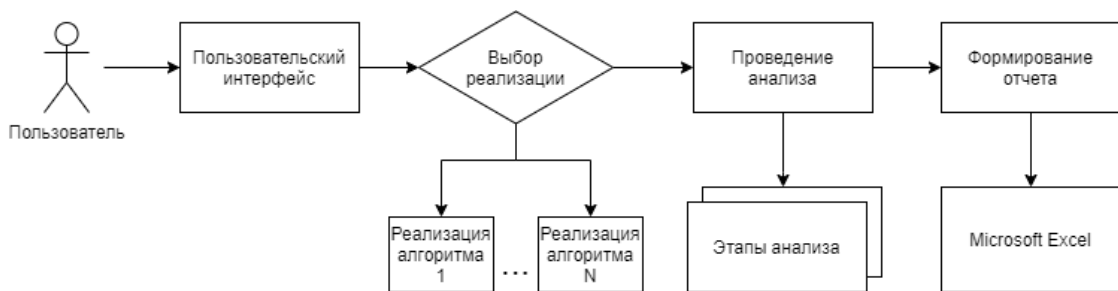 Пользователь
Пользовательский
интерфейс
Выбор
реализации
Проведение
анализа
Формирование
отчета
Реализация
алгоритма
1
...
Реализация
алгоритма
N
Этапы анализа
Microsoft Excel